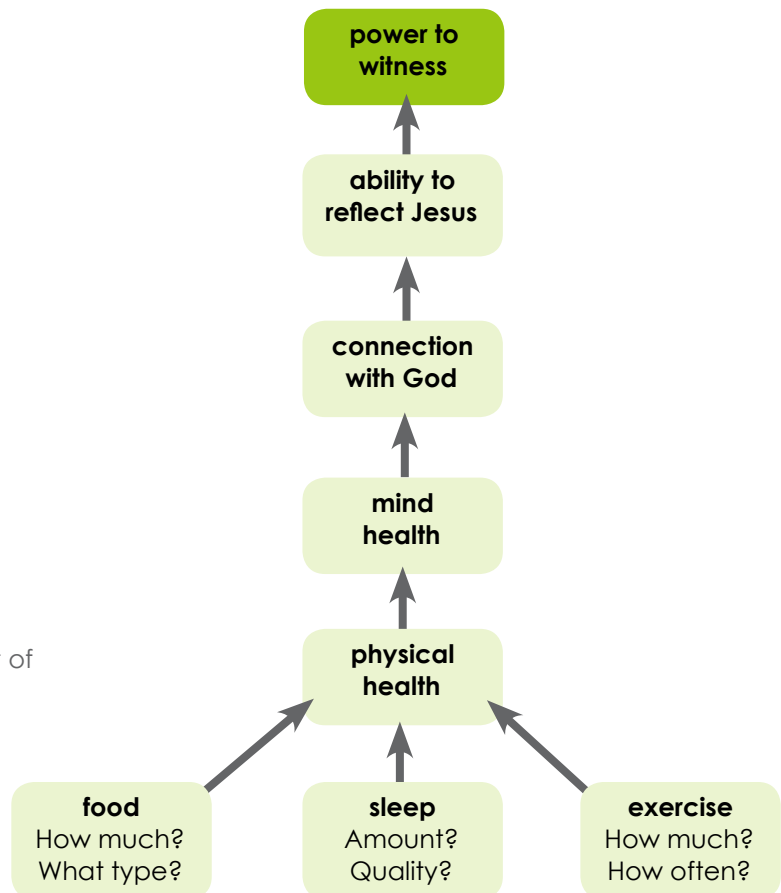 power to
witness
ability to
reflect Jesus
connection
with God
mind
health
of
physical
health
food
How much?
What type?
sleep
Amount?
Quality?
exercise
How much?
How often?